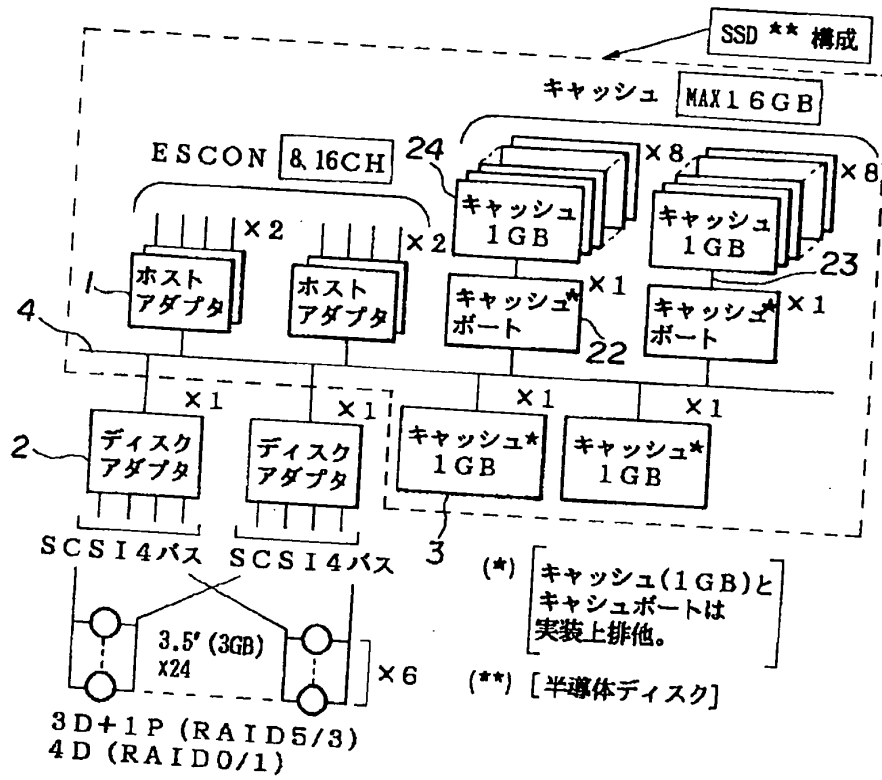 SSD ** 構成
キャッシュ MAX16GB
ESCON 8,16CH
24
×8
×8
キャッシュ
1GB
キャッシュ
1GB
×2
×2
23
1
ホスト
アダプタ
ホスト
アダプタ
×1
×1
キャッシュ*
ボート
キャッシュ*
ボート
22
4
×1
×1
×1
×1
2
ディスク
アダプタ
ディスク
アダプタ
キャッシュ*
1GB
キャッシュ*
1GB
3
SCSI4パス
SCSI4パス
(*) [キャッシュ(1GB)と
キャシュボートは
実装上排他。]
3.5" (3GB)
X24
×6
(**) [半導体ディスク]
3D+1P (RAID5/3)
4D (RAID0/1)